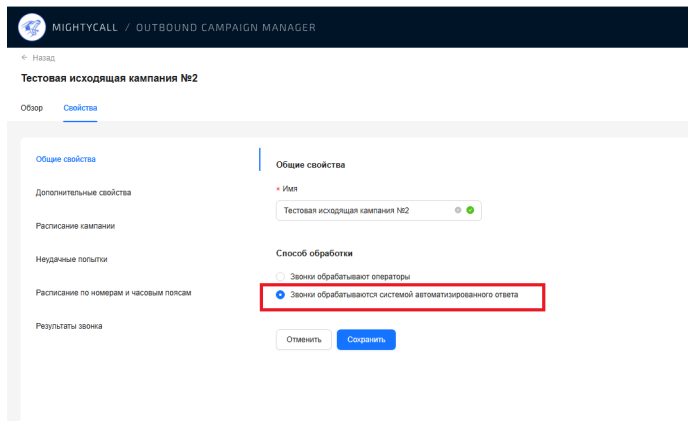 MIGHTYCALL / OUTBOUND CAMPAIGN MANAGER
← Назад
Тестовая исходящая кампания №2
Обзор Свойства
Общие свойства
Дополнительные свойства
Расписание кампании
Неудачные попытки
Расписание по номерам и часовым поясам
Результаты звонка
Общие свойства
* Имя
Тестовая исходящая кампания №2
Способ обработки
Звонки обрабатывают операторы
Звонки обрабатываются системой автоматизированного ответа
Отменить Сохранить